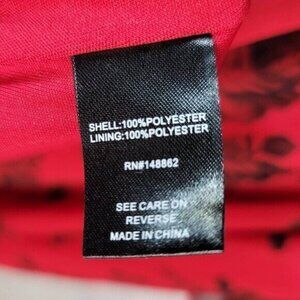 SHELL:100%POLYESTER
LINING:100%POLYESTER
RN#148862
SEE CARE ON
REVERSE
MADE IN CHINA